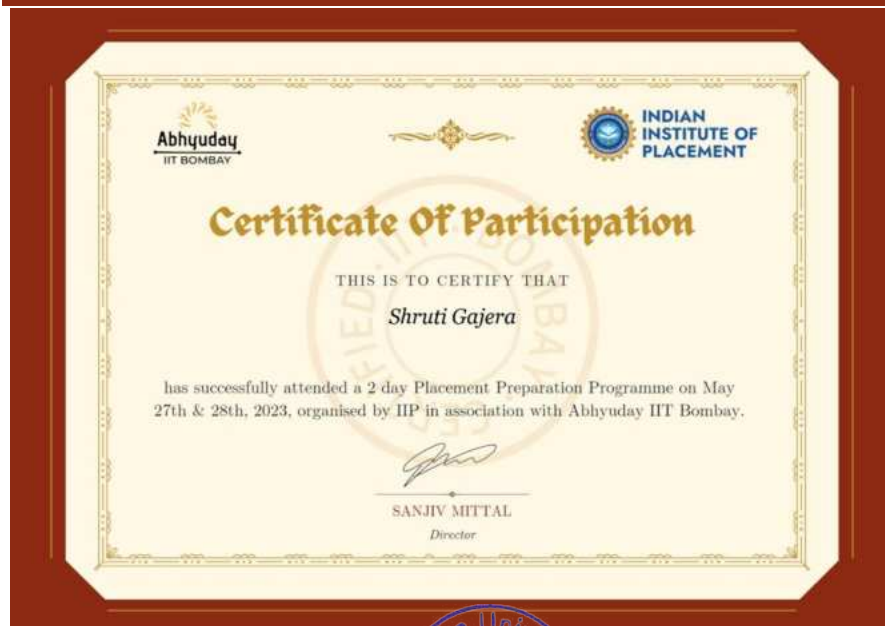 Abhyuday
IIT BOMBAY
INDIAN
INSTITUTE OF
PLACEMENT
Certificate Of Participation
THIS IS TO CERTIFY THAT
Shruti Gajera
has successfully attended a 2 day Placement Preparation Programme on May
27th & 28th, 2023, organised by IIP in association with Abhyuday IIT Bombay.
SANJIV MITTAL
Director